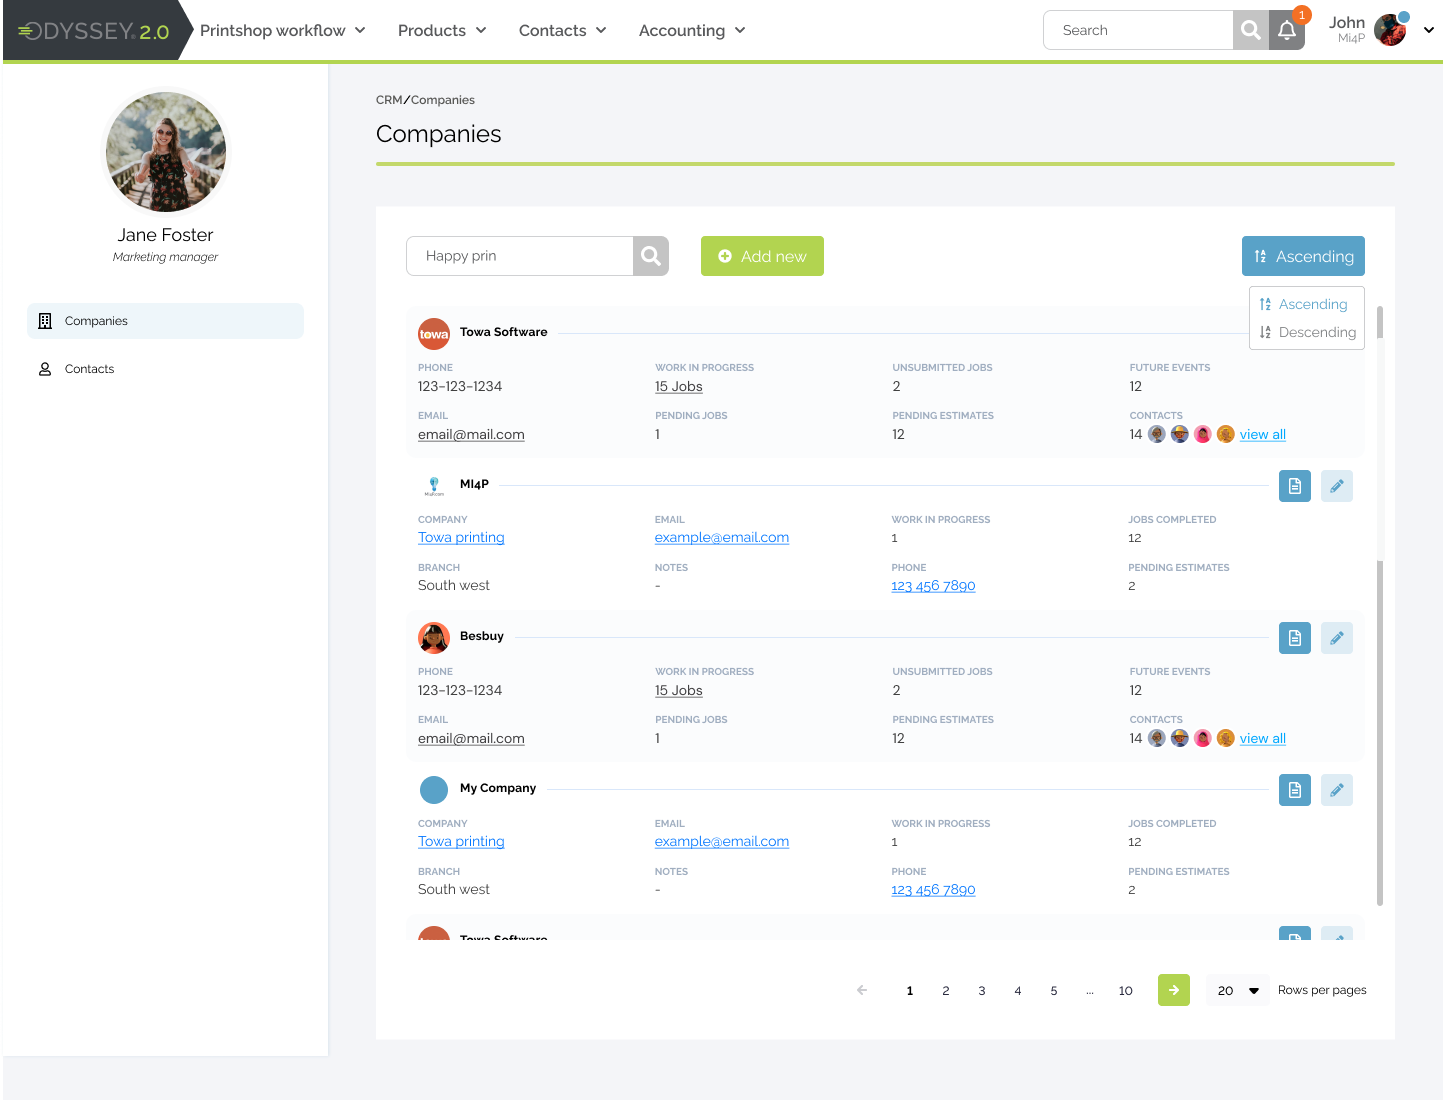 ODYSSEY® 2.0
Printshop workflow
Products
Contacts
Accounting
Search
1
John
Mi4P
Jane Foster
Marketing manager
Companies
Contacts
CRM/Companies
Companies
Happy prin
Add new
Ascending
Ascending
Descending
towa
Towa Software
PHONE WORK IN PROGRESS UNSUBMITTED JOBS FUTURE EVENTS
123-123-1234 15 Jobs 2 12
EMAIL PENDING JOBS PENDING ESTIMATES CONTACTS
email@mail.com 1 12 14 view all
MI4P
COMPANY EMAIL WORK IN PROGRESS JOBS COMPLETED
Towa printing example@email.com 1 12
BRANCH NOTES PHONE PENDING ESTIMATES
South west - 123 456 7890 2
Besbuy
PHONE WORK IN PROGRESS UNSUBMITTED JOBS FUTURE EVENTS
123-123-1234 15 Jobs 2 12
EMAIL PENDING JOBS PENDING ESTIMATES CONTACTS
email@mail.com 1 12 14 view all
My Company
COMPANY EMAIL WORK IN PROGRESS JOBS COMPLETED
Towa printing example@email.com 1 12
BRANCH NOTES PHONE PENDING ESTIMATES
South west - 123 456 7890 2
Towa Software
1 2 3 4 5 ... 10 20 Rows per pages